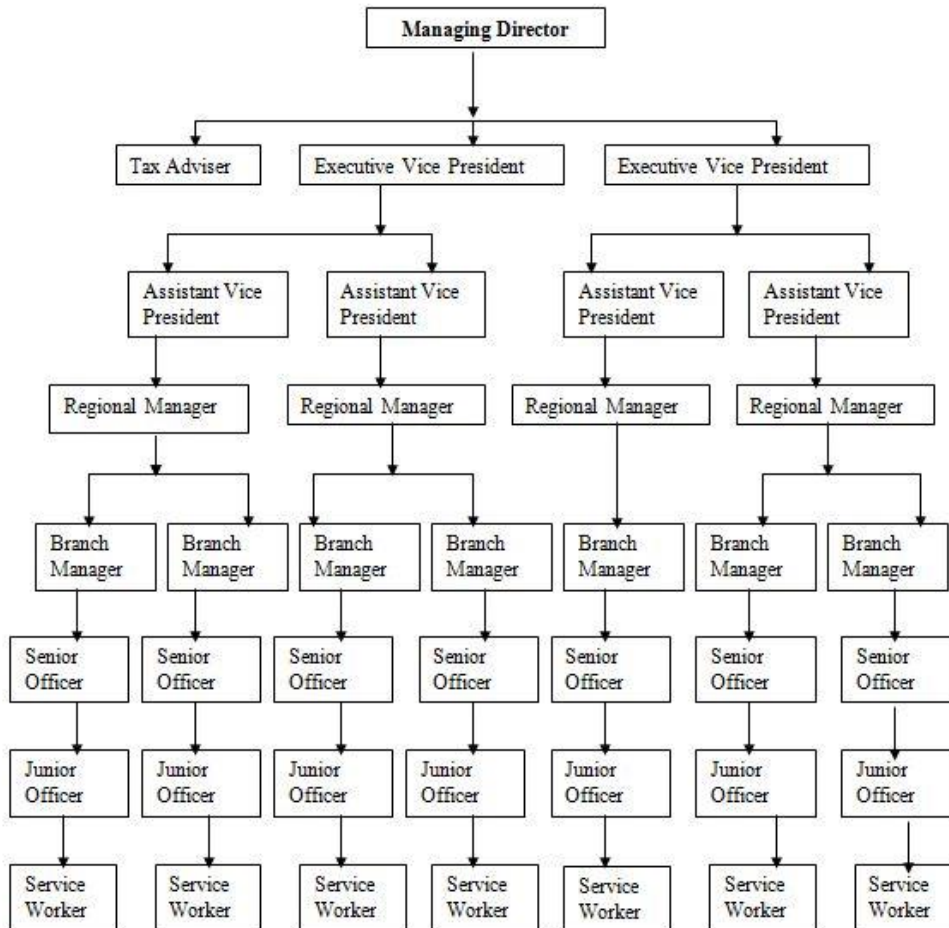 Managing Director
Tax Adviser
Executive Vice President
Executive Vice President
Assistant Vice
President
Assistant Vice
President
Assistant Vice
President
Assistant Vice
President
Regional Manager
Regional Manager
Regional Manager
Regional Manager
Branch
Manager
Branch
Manager
Branch
Manager
Branch
Manager
Branch
Manager
Branch
Manager
Branch
Manager
Senior
Officer
Senior
Officer
Senior
Officer
Senior
Officer
Senior
Officer
Senior
Officer
Senior
Officer
Junior
Officer
Junior
Officer
Junior
Officer
Junior
Officer
Junior
Officer
Junior
Officer
Junior
Officer
Service
Worker
Service
Worker
Service
Worker
Service
Worker
Service
Worker
Service
Worker
Service
Worker